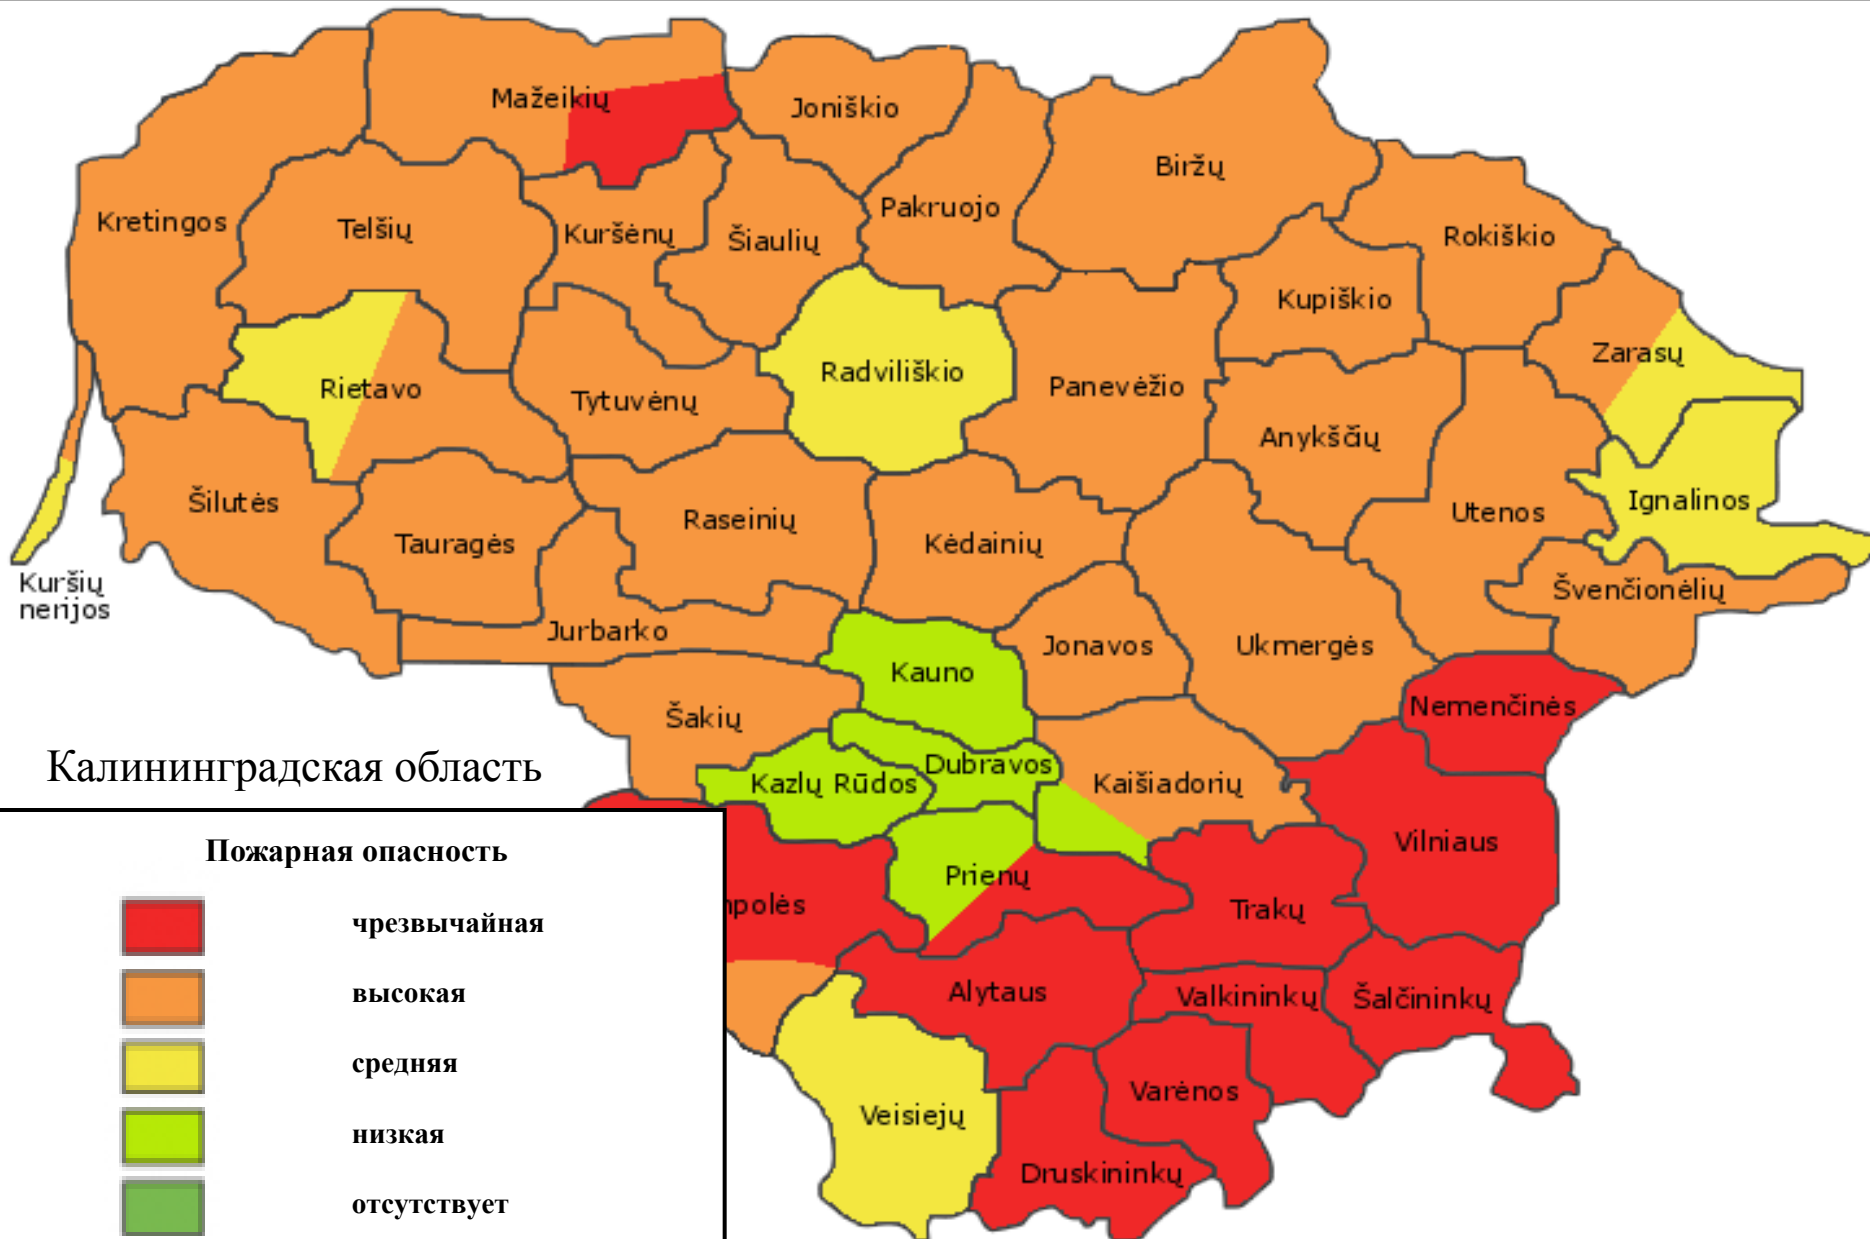 Mažeikių
Joniškio
Biržų
Kretingos
Telšių
Kuršėnų
Šiaulių
Pakruojo
Rokiškio
Kupiškio
Zarasų
Rietavo
Tytuvėnų
Radviliškio
Panevėžio
Anykščių
Šilutės
Tauragės
Raseinių
Kėdainių
Utenos
Ignalinos
Kuršių
nerijos
Švenčionėlių
Jurbarko
Jonavos
Ukmergės
Kauno
Šakių
Nemenčinės
Калининградская область
Kazlų Rūdos
Dubravos
Kaišiadorių
Vilniaus
Prienų
mpolės
Trakų
Alytaus
Valkininkų
Šalčininkų
Varėnos
Veisiejų
Druskininkų
Пожарная опасность
чрезвычайная
высокая
средняя
низкая
отсутствует